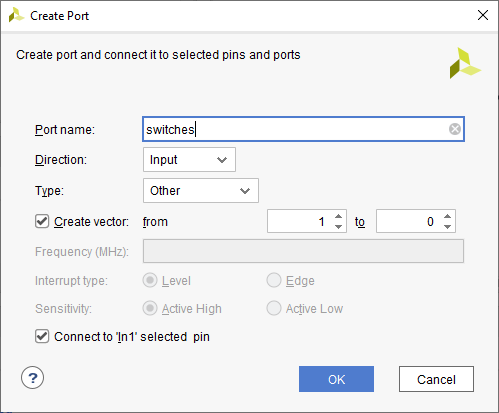 Create Port
Create port and connect it to selected pins and ports
Port name: switches
Direction: Input
Type: Other
Create vector: from 1 to 0
Frequency (MHz):
Interrupt type: Level Edge
Sensitivity: Active High Active Low
Connect to 'In1' selected pin
? OK Cancel